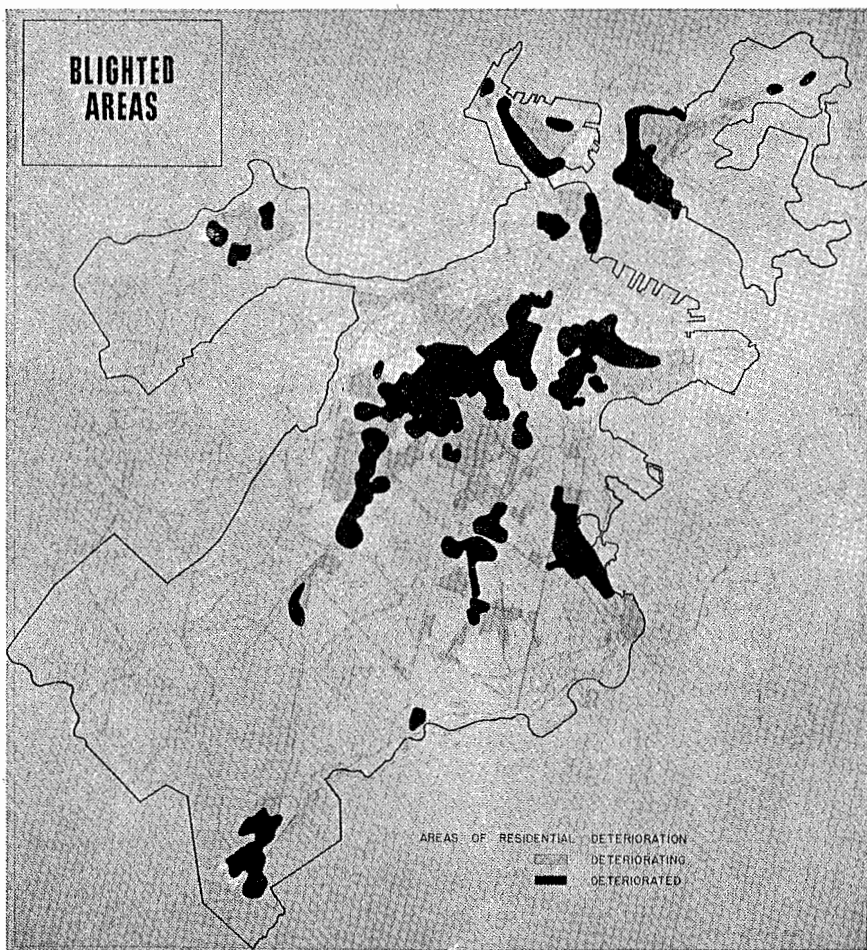 BLIGHTED
AREAS
AREAS OF RESIDENTIAL DETERIORATION
DETERIORATING
DETERIORATED